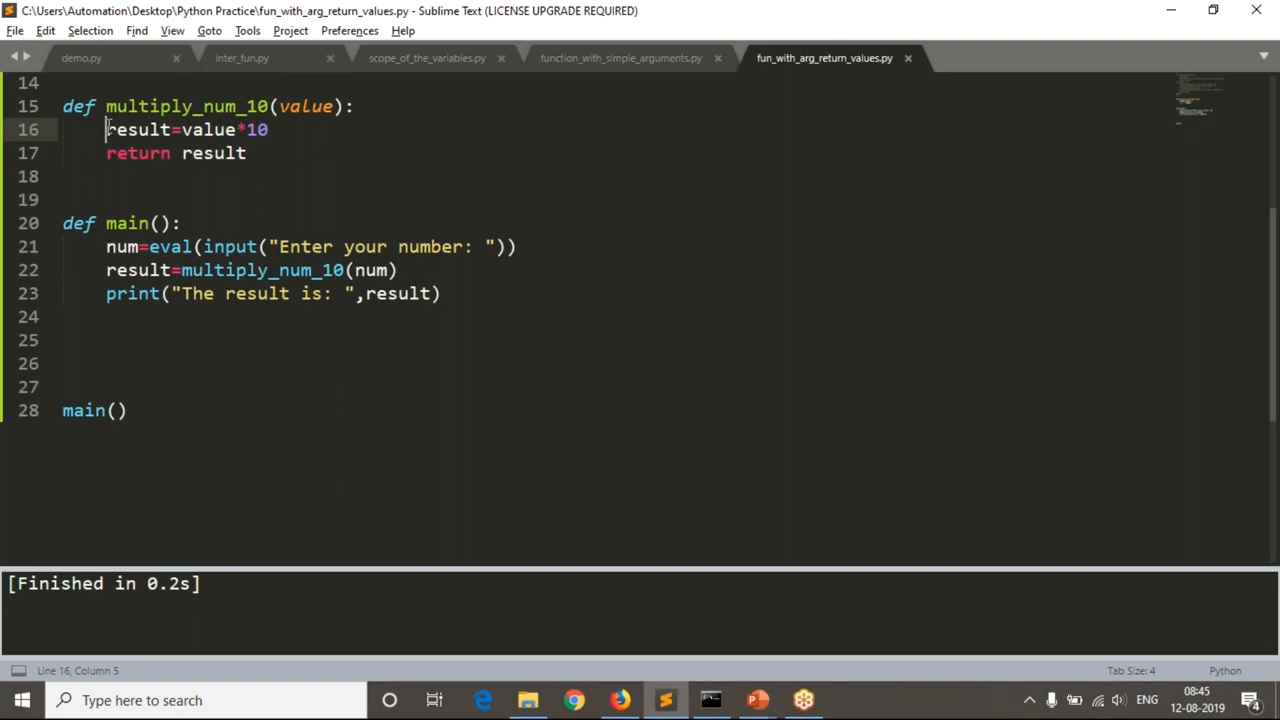 C:\Users\Automation\Desktop\Python Practice\fun_with_arg_return_values.py - Sublime Text (LICENSE UPGRADE REQUIRED)
File Edit Selection Find View Goto Tools Project Preferences Help
demo.py inter_fun.py scope_of_the_variables.py function_with_simple_arguments.py fun_with_arg_return_values.py
14
15 def multiply_num_10(value):
16 result=value*10
17 return result
18
19
20 def main():
21 num=eval(input("Enter your number: "))
22 result=multiply_num_10(num)
23 print("The result is: ",result)
24
25
26
27
28 main()
[Finished in 0.2s]
Line 16, Column 5 Tab Size: 4 Python
Type here to search ENG 08:45
12-08-2019 4